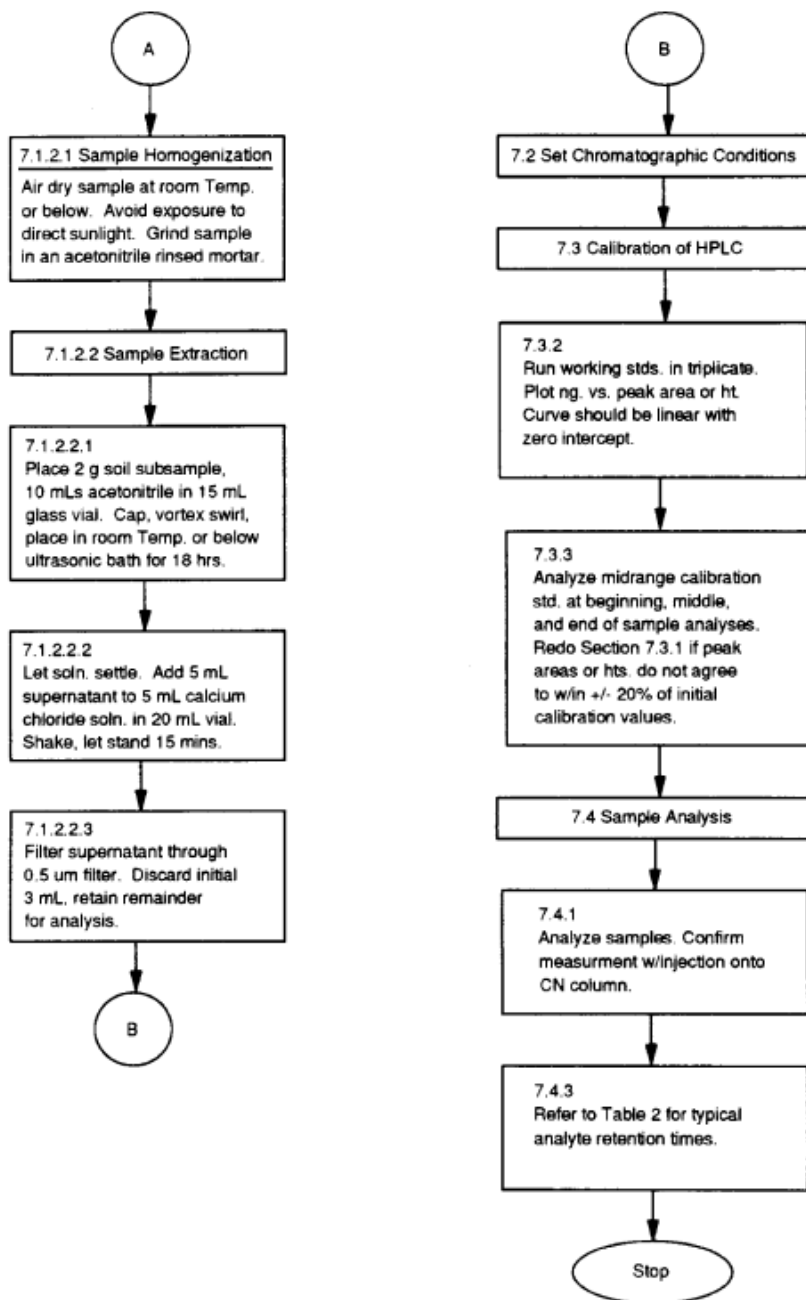 A
7.1.2.1 Sample Homogenization
Air dry sample at room Temp.
or below. Avoid exposure to
direct sunlight. Grind sample
in an acetonitrile rinsed mortar.
7.1.2.2 Sample Extraction
7.1.2.2.1
Place 2 g soil subsample,
10 mLs acetonitrile in 15 mL
glass vial. Cap, vortex swirl,
place in room Temp. or below
ultrasonic bath for 18 hrs.
7.1.2.2.2
Let soln. settle. Add 5 mL
supernatant to 5 mL calcium
chloride soln. in 20 mL vial.
Shake, let stand 15 mins.
7.1.2.2.3
Filter supernatant through
0.5 um filter. Discard initial
3 mL, retain remainder
for analysis.
B
B
7.2 Set Chromatographic Conditions
7.3 Calibration of HPLC
7.3.2
Run working stds. in triplicate.
Plot ng. vs. peak area or ht.
Curve should be linear with
zero intercept.
7.3.3
Analyze midrange calibration
std. at beginning, middle,
and end of sample analyses.
Redo Section 7.3.1 if peak
areas or hts. do not agree
to w/in +/- 20% of initial
calibration values.
7.4 Sample Analysis
7.4.1
Analyze samples. Confirm
measurment w/injection onto
CN column.
7.4.3
Refer to Table 2 for typical
analyte retention times.
Stop